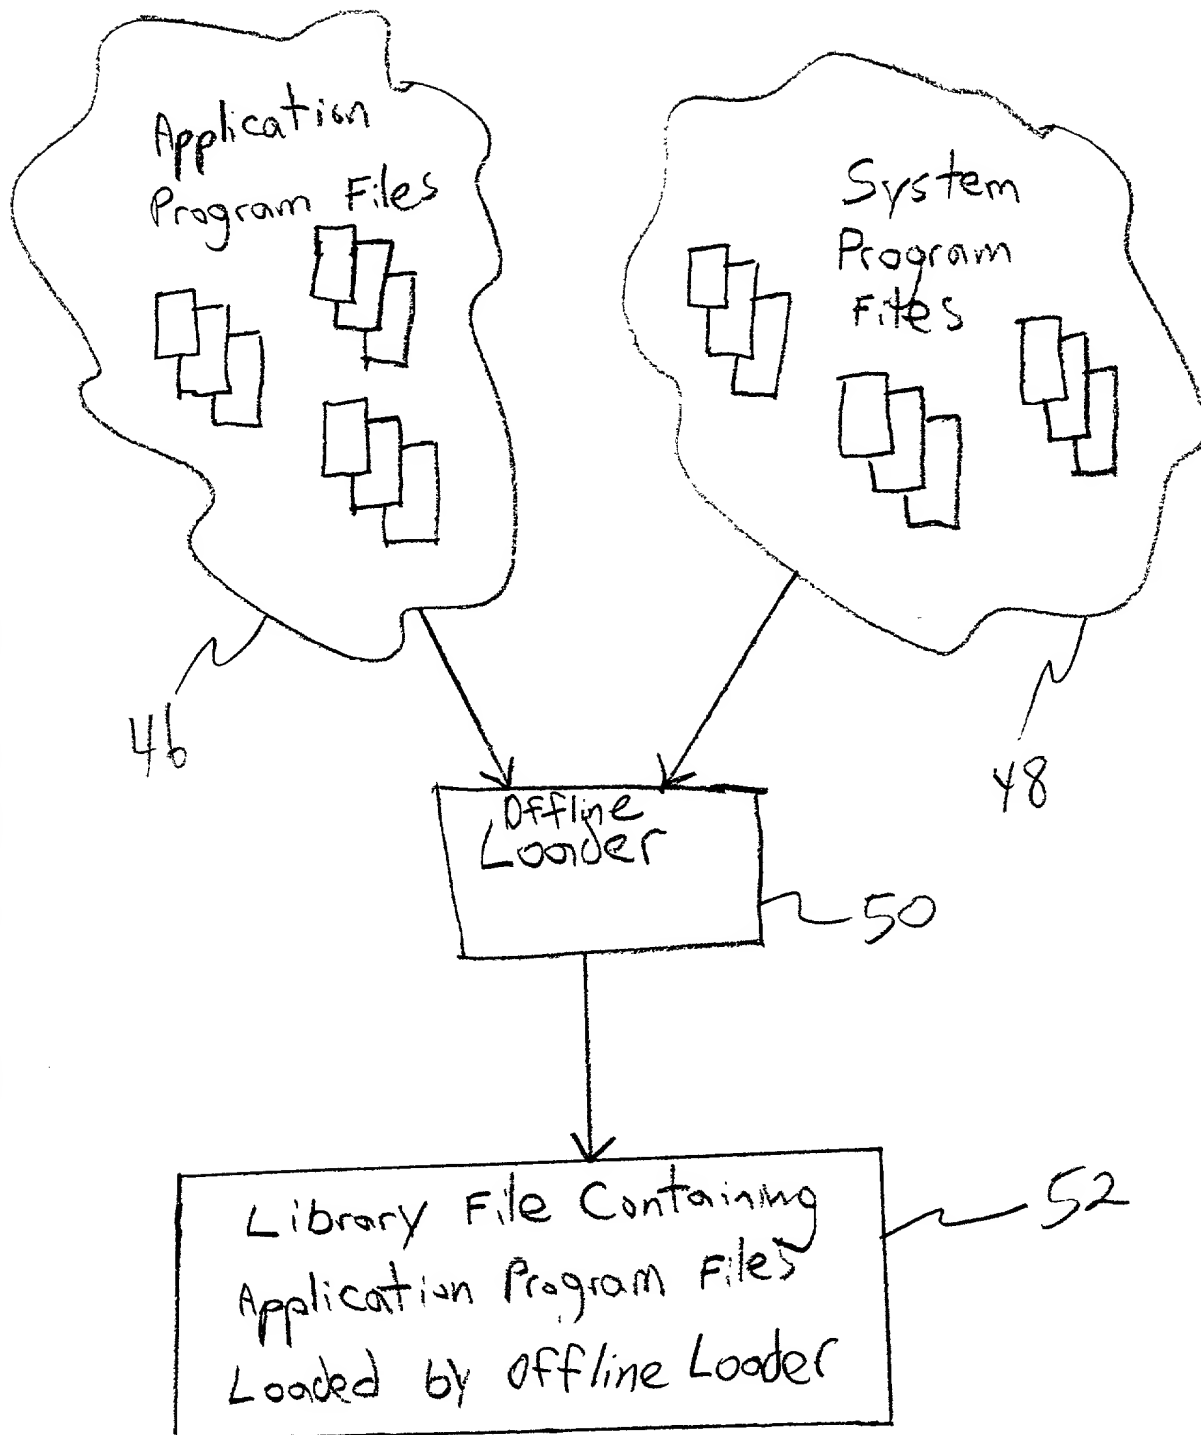 Application
Program Files
System
Program
Files
46
48
Offline
Loader
50
Library File Containing
Application Program Files
Loaded by Offline Loader
52